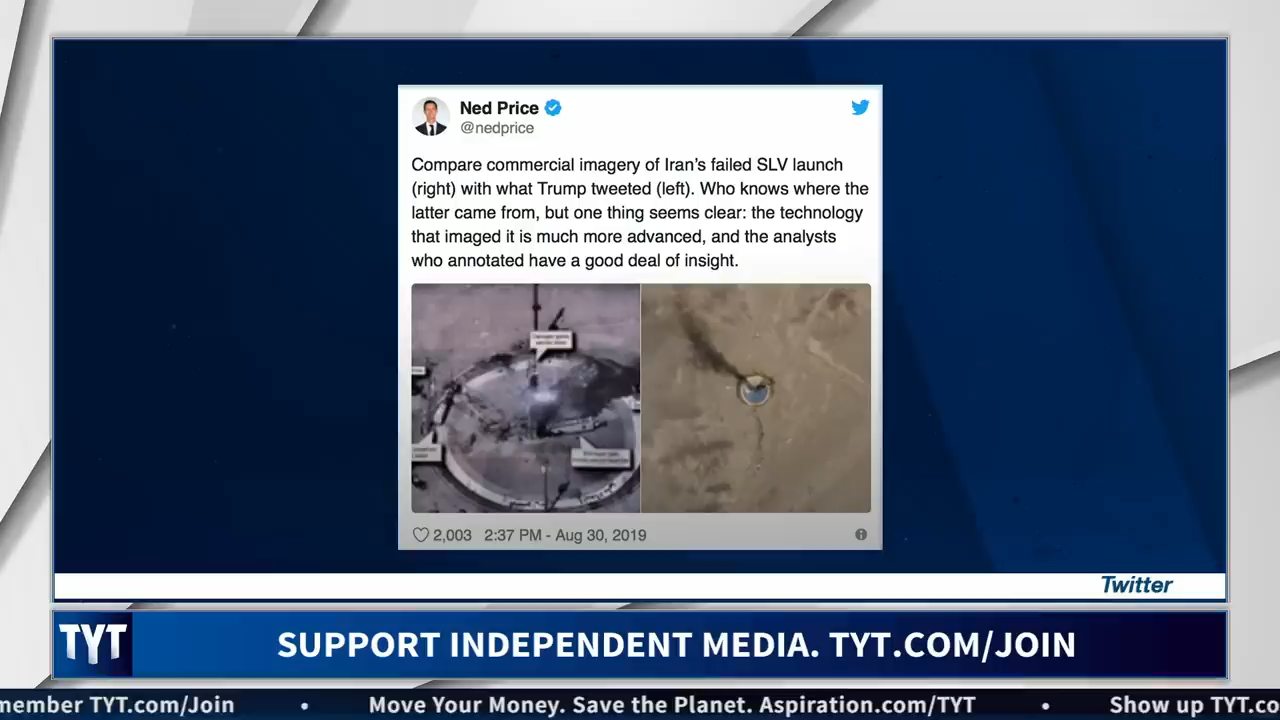 Ned Price
@nedprice
Compare commercial imagery of Iran's failed SLV launch
(right) with what Trump tweeted (left). Who knows where the
latter came from, but one thing seems clear: the technology
that imaged it is much more advanced, and the analysts
who annotated have a good deal of insight.
2,003 2:37 PM - Aug 30, 2019
Twitter
TYT SUPPORT INDEPENDENT MEDIA. TYT.COM/JOIN
member TYT.com/Join • Move Your Money. Save the Planet. Aspiration.com/TYT • Show up TYT.co